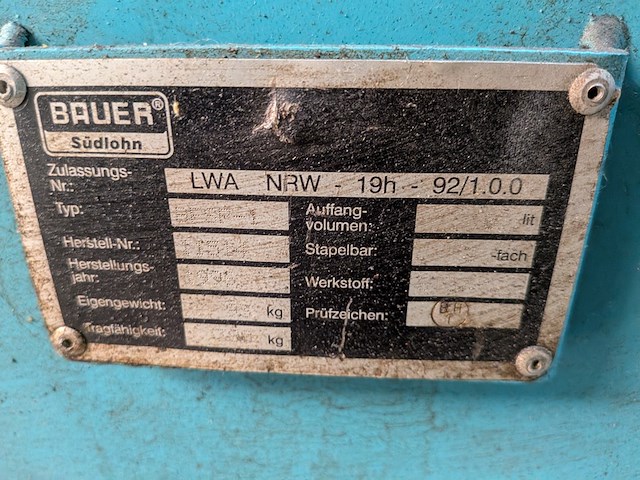 BAUER®
Südlohn
Zulassungs-
Nr.: LWA NRW - 19h - 92/1.0.0
Typ:
Auffang-
volumen: lit
Herstell-Nr.:
Stapelbar: -fach
Herstellungs-
jahr:
Werkstoff:
Eigengewicht: kg
Prüfzeichen:
Tragfähigkeit: kg